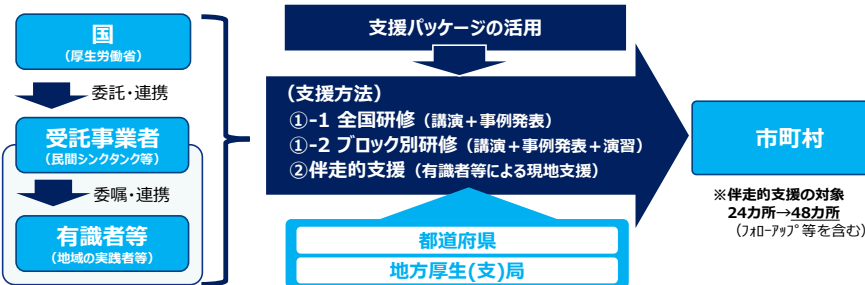 国
（厚生労働省）
委託・連携
受託事業者
（民間シンクタンク等）
委嘱・連携
有識者等
（地域の実践者等）
支援パッケージの活用
（支援方法）
①-1 全国研修（講演＋事例発表）
①-2 ブロック別研修（講演＋事例発表＋演習）
②伴走的支援（有識者等による現地支援）
都道府県
地方厚生(支)局
市町村
※伴走的支援の対象
24カ所→48カ所
（ﾌｫﾛｰｱｯﾌﾟ等を含む）